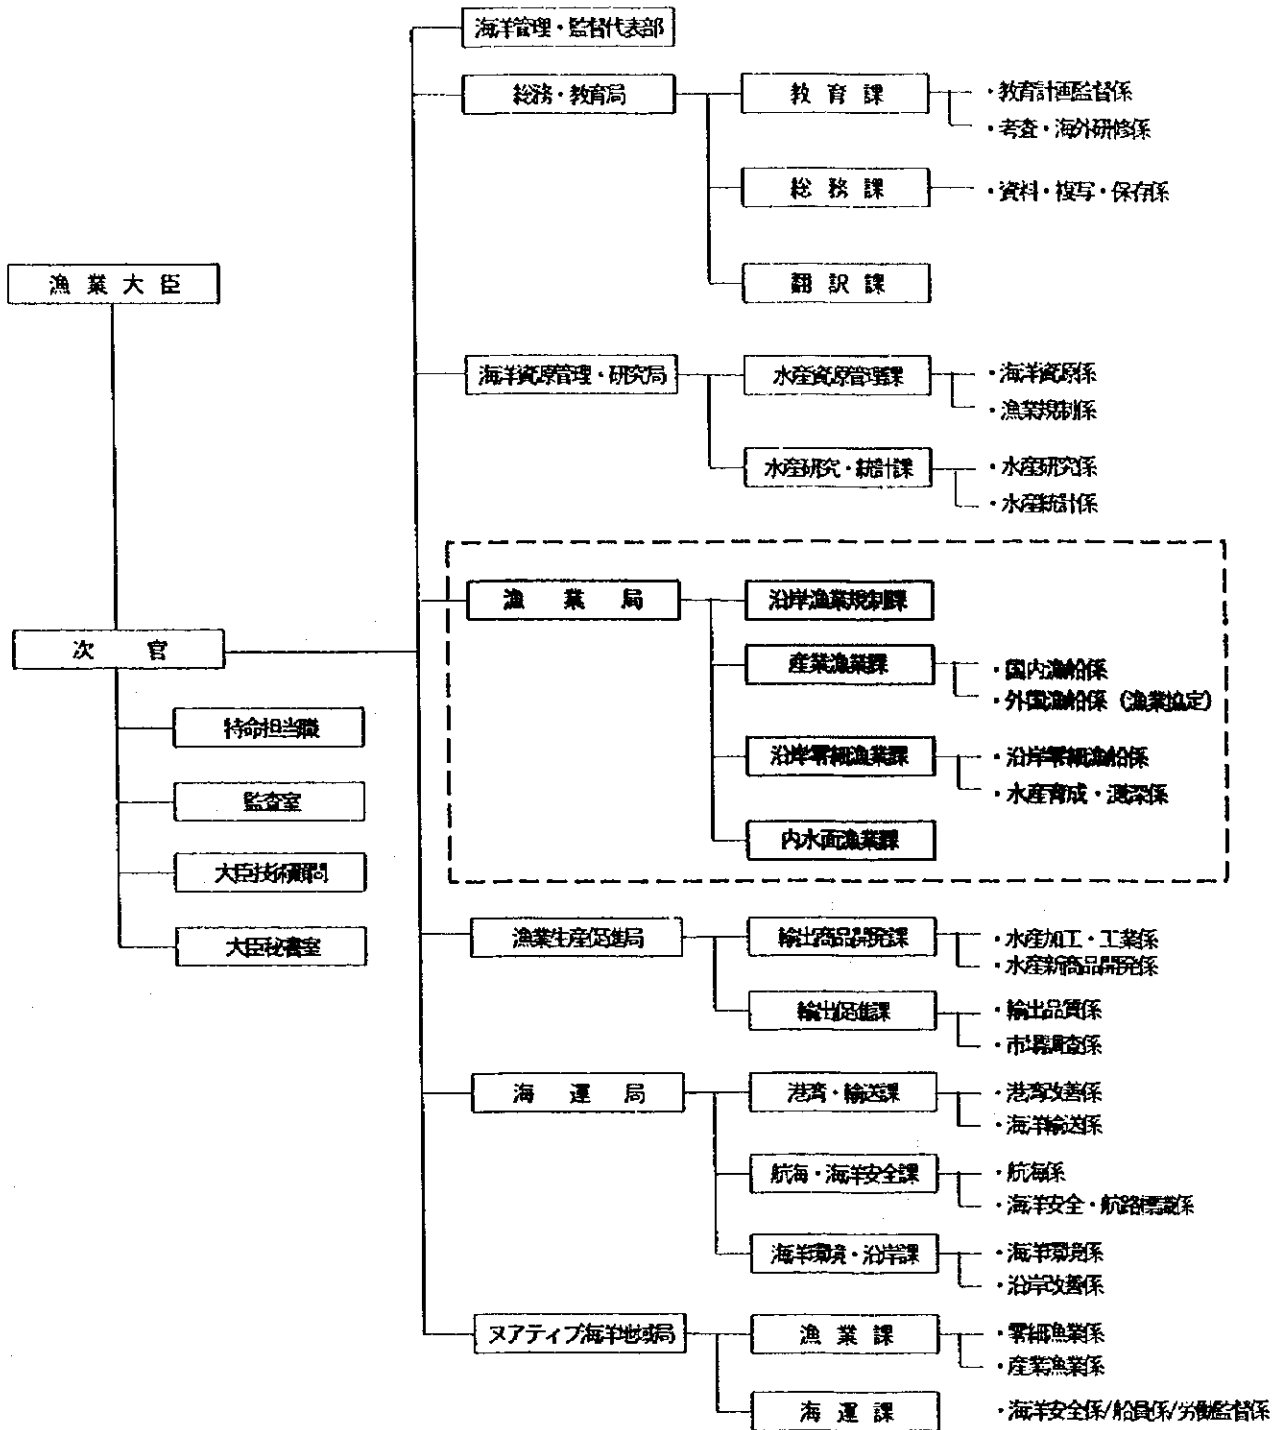 海洋管理・監督代表部
総務・教育局
教育課
・教育計画監督係
・考査・海外研修係
総務課
・資料・複写・保存係
翻訳課
漁業大臣
海洋資源管理・研究局
水産資源管理課
・海洋資源係
・漁業規制係
水産研究・統計課
・水産研究係
・水産統計係
漁業局
沿岸漁業規制課
産業漁業課
・国内漁船係
・外国漁船係（漁業協定）
沿岸零細漁業課
・沿岸零細漁船係
・水産育成・測深係
内水面漁業課
次官
特命担当職
監査室
大臣技術顧問
大臣秘書室
漁業生産促進局
輸出商品開発課
・水産加工・工業係
・水産新商品開発係
輸出促進課
・輸出品質係
・市場調査係
海運局
港湾・輸送課
・港湾改善係
・海洋輸送係
航海・海洋安全課
・航海係
・海洋安全・航路標識係
海洋環境・沿岸課
・海洋環境係
・沿岸改善係
ヌアティブ海洋地域局
漁業課
・零細漁業係
・産業漁業係
海運課
・海洋安全係/船員係/労働監督係